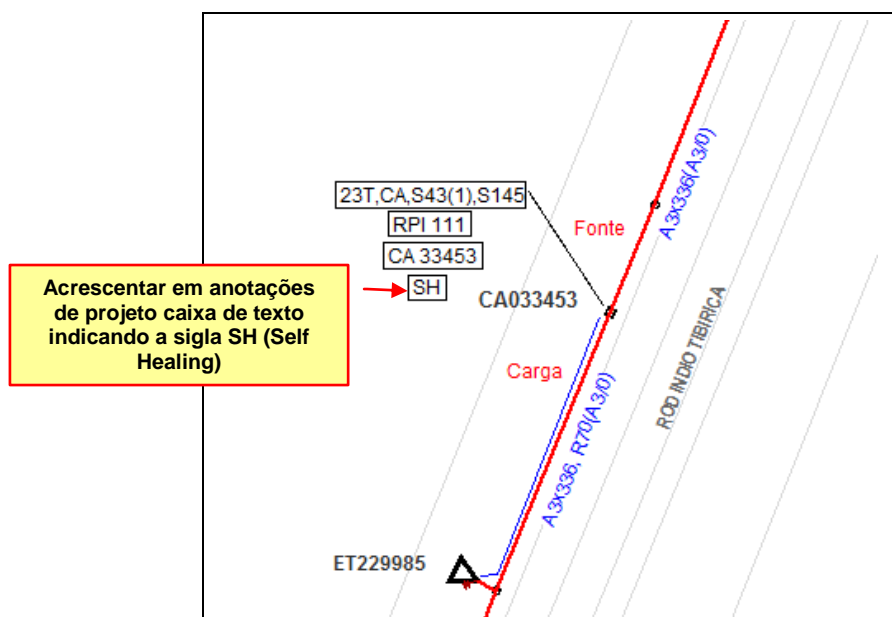 A3x336(A3/0)
23T,CA,S43(1),S145
RPI 111
Fonte
CA 33453
SH
Acrescentar em anotações
de projeto caixa de texto
indicando a sigla SH (Self
Healing)
CA033453
Carga
ROD INDIO TIBIRICA
A3x336, R70(A3/0)
ET229985